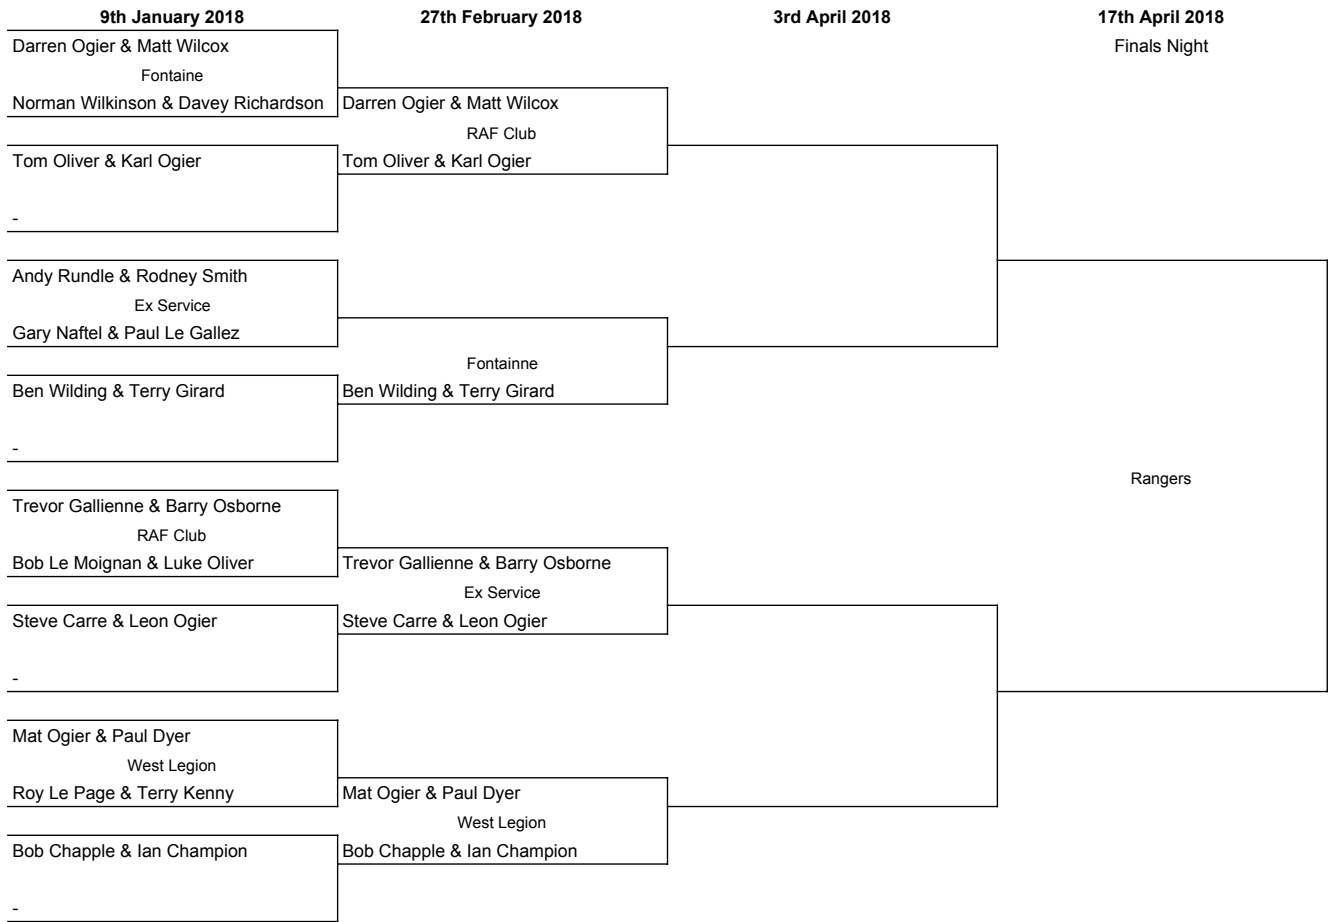 9th January 2018 27th February 2018 3rd April 2018 17th April 2018
Darren Ogier & Matt Wilcox Finals Night
Fontaine
Norman Wilkinson & Davey Richardson Darren Ogier & Matt Wilcox
RAF Club
Tom Oliver & Karl Ogier Tom Oliver & Karl Ogier
-
Andy Rundle & Rodney Smith
Ex Service
Gary Naftel & Paul Le Gallez
Fontainne
Ben Wilding & Terry Girard Ben Wilding & Terry Girard
-
Rangers
Trevor Gallienne & Barry Osborne
RAF Club
Bob Le Moignan & Luke Oliver Trevor Gallienne & Barry Osborne
Ex Service
Steve Carre & Leon Ogier Steve Carre & Leon Ogier
-
Mat Ogier & Paul Dyer
West Legion
Roy Le Page & Terry Kenny Mat Ogier & Paul Dyer
West Legion
Bob Chapple & Ian Champion Bob Chapple & Ian Champion
-